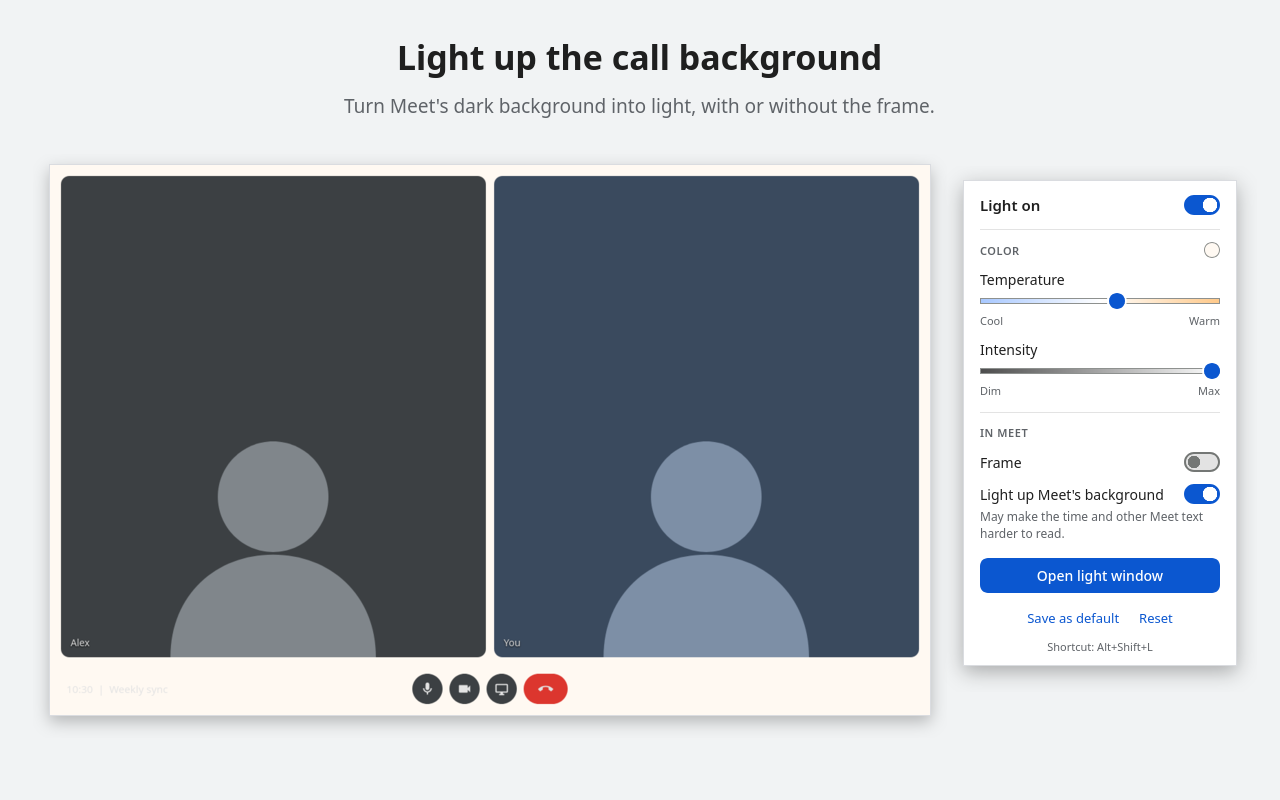 Light up the call background
Turn Meet's dark background into light, with or without the frame.
Alex
You
10:30 | Weekly sync
Light on
COLOR
Temperature
Cool Warm
Intensity
Dim Max
IN MEET
Frame
Light up Meet's background
May make the time and other Meet text
harder to read.
Open light window
Save as default Reset
Shortcut: Alt+Shift+L